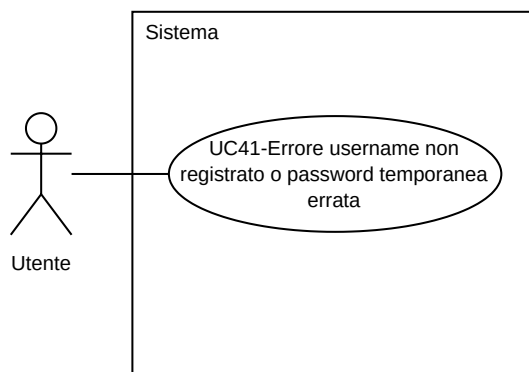 Sistema
UC41-Errore username non
registrato o password temporanea
errata
Utente